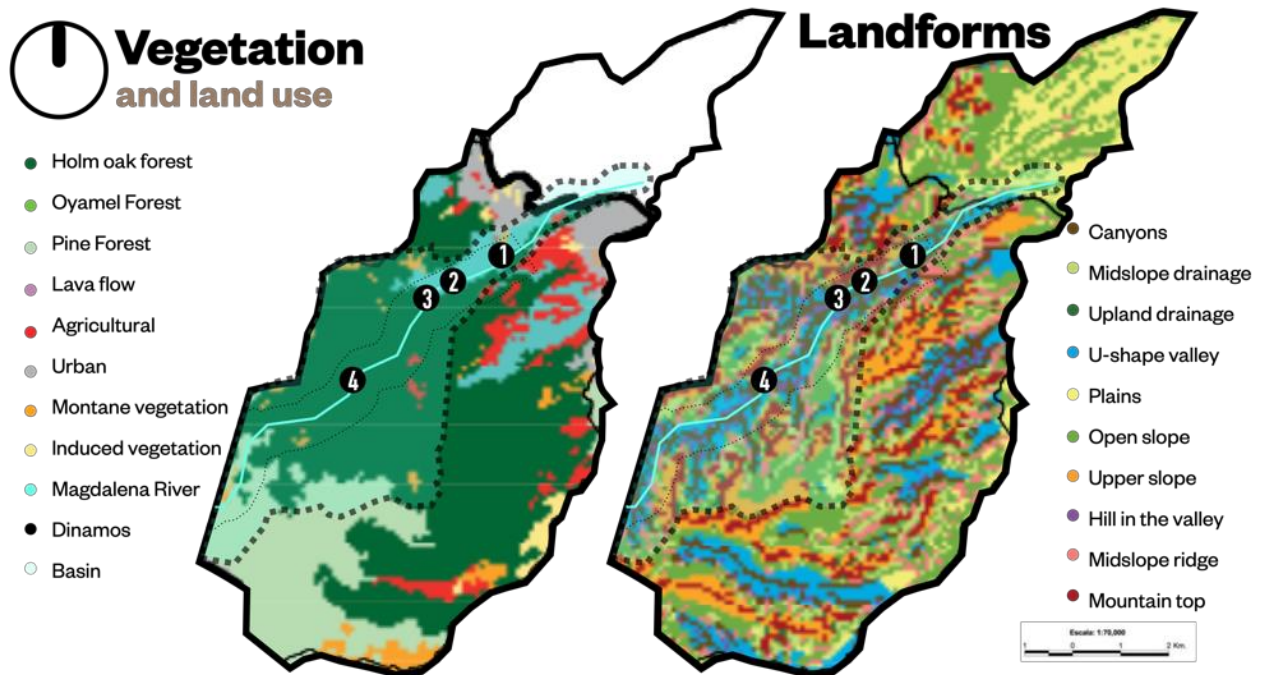 Vegetation
and land use
Holm oak forest
Oyamel Forest
Pine Forest
Lava flow
Agricultural
Urban
Montane vegetation
Induced vegetation
Magdalena River
Dinamos
Basin
1
2
3
4
Landforms
1
2
3
4
Canyons
Midslope drainage
Upland drainage
U-shape valley
Plains
Open slope
Upper slope
Hill in the valley
Midslope ridge
Mountain top
Escala: 1:70,000
1 0 1 2 Km.